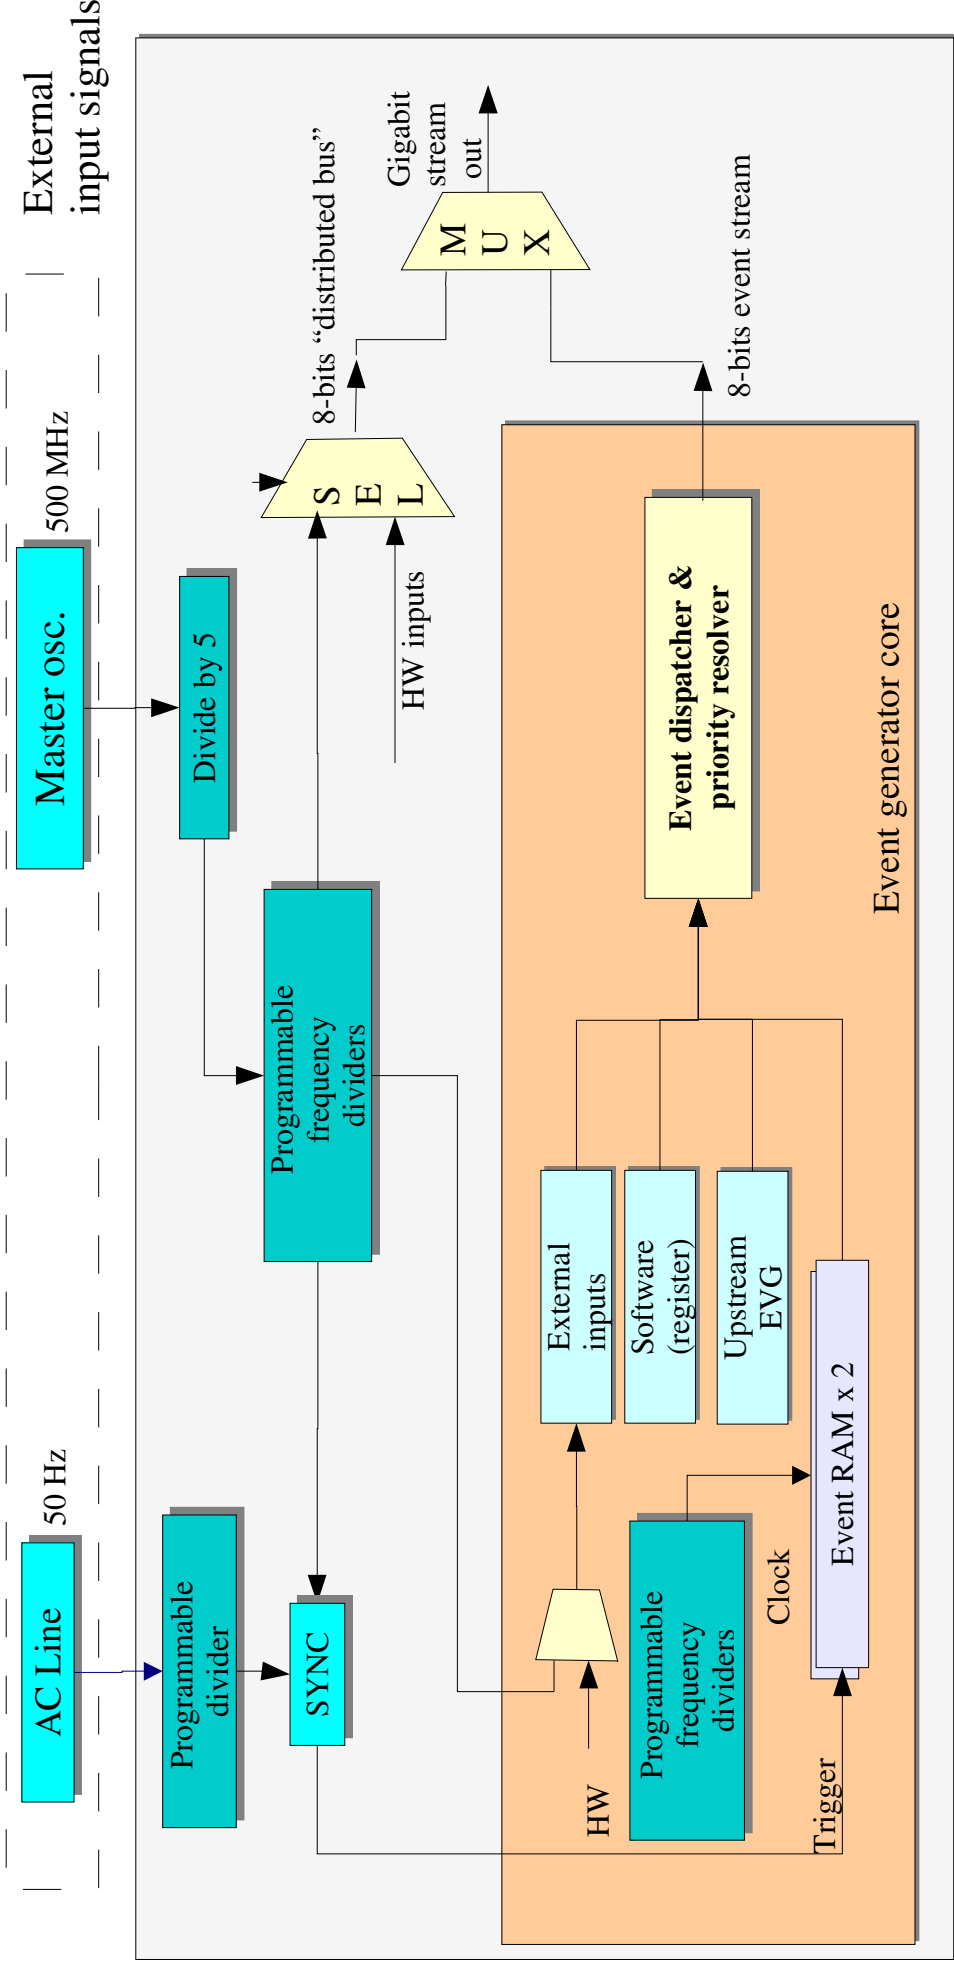 External
input signals
AC Line
50 Hz
Master osc.
500 MHz
Programmable
divider
Divide by 5
SYNC
Programmable
frequency
dividers
S
E
L
HW inputs
8-bits “distributed bus”
M
U
X
Gigabit
stream
out
HW
External
inputs
Software
(register)
Upstream
EVG
Programmable
frequency
dividers
Clock
Trigger
Event RAM x 2
Event dispatcher &
priority resolver
8-bits event stream
Event generator core